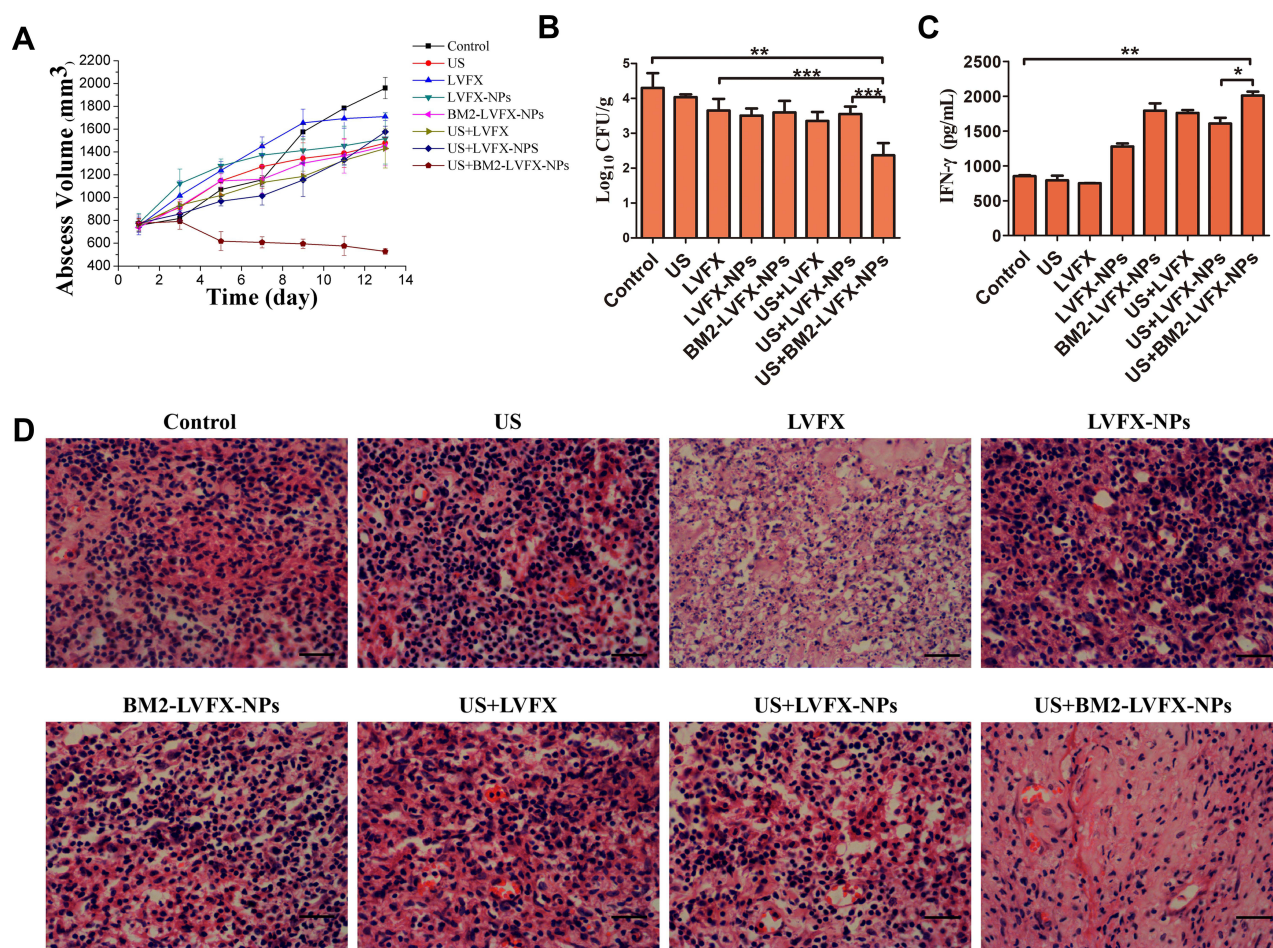 A
Abscess Volume (mm3)
2200
2000
1800
1600
1400
1200
1000
800
600
400
0 2 4 6 8 10 12 14
Time (day)
Control
US
LVFX
LVFX-NPs
BM2-LVFX-NPs
US+LVFX
US+LVFX-NPS
US+BM2-LVFX-NPs
B
Log10 CFU/g
5
4
3
2
1
0
**
***
***
Control
US
LVFX
LVFX-NPs
BM2-LVFX-NPs
US+LVFX
US+LVFX-NPs
US+BM2-LVFX-NPs
C
IFN-γ (pg/mL)
2500
2000
1500
1000
500
0
**
*
Control
US
LVFX
LVFX-NPs
BM2-LVFX-NPs
US+LVFX
US+LVFX-NPs
US+BM2-LVFX-NPs
D
Control US LVFX LVFX-NPs
BM2-LVFX-NPs US+LVFX US+LVFX-NPs US+BM2-LVFX-NPs